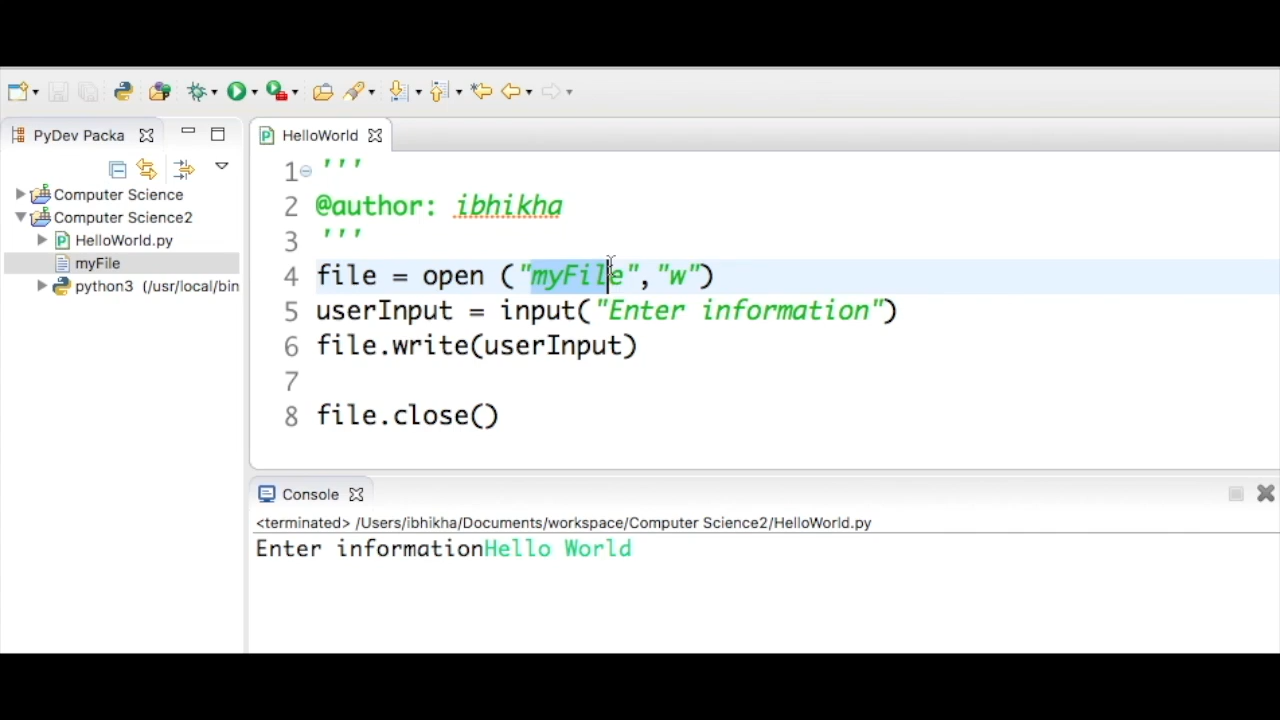 PyDev Packa
Computer Science
Computer Science2
HelloWorld.py
myFile
python3 (/usr/local/bin
HelloWorld
1 '''
2 @author: ibhikha
3 '''
4 file = open ("myFile","w")
5 userInput = input("Enter information")
6 file.write(userInput)
7
8 file.close()
Console
<terminated> /Users/ibhikha/Documents/workspace/Computer Science2/HelloWorld.py
Enter informationHello World